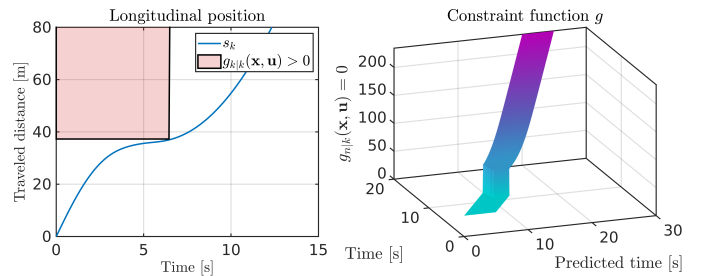 Longitudinal position
Traveled distance [m]
80
60
40
20
0
s_k
g_{k|k}(x, u) > 0
0
5
10
15
Time [s]
Constraint function g
g_{n|k}(x, u) = 0
200
150
100
50
0
20
10
0
Time [s]
0
10
20
30
Predicted time [s]